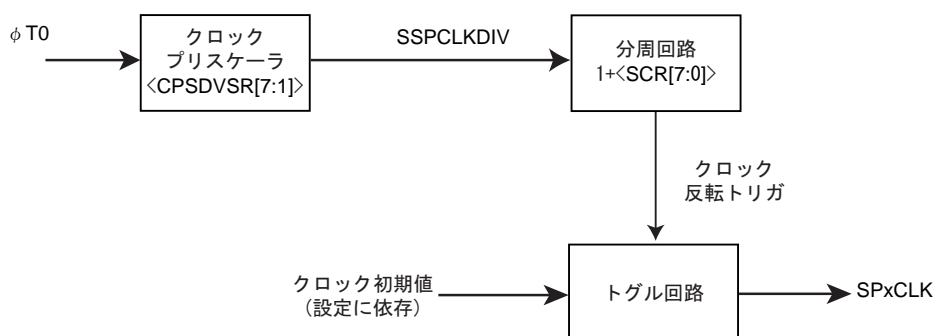 φT0
クロック
プリスケーラ
<CPSDVSR[7:1]>
SSPCLKDIV
分周回路
1+<SCR[7:0]>
クロック
反転トリガ
クロック初期値
(設定に依存)
トグル回路
SPxCLK